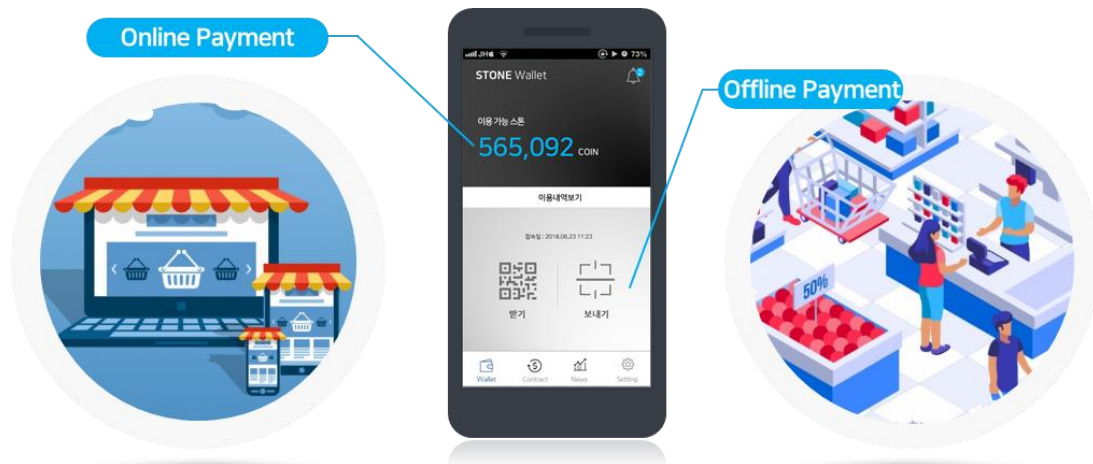 Online Payment
JH
73%
STONE Wallet
2
Offline Payment
이용 가능 스톤
565,092 COIN
이용내역보기
접속일 : 2018.06.23 11:23
받기
보내기
Wallet
Contract
News
Setting
50%